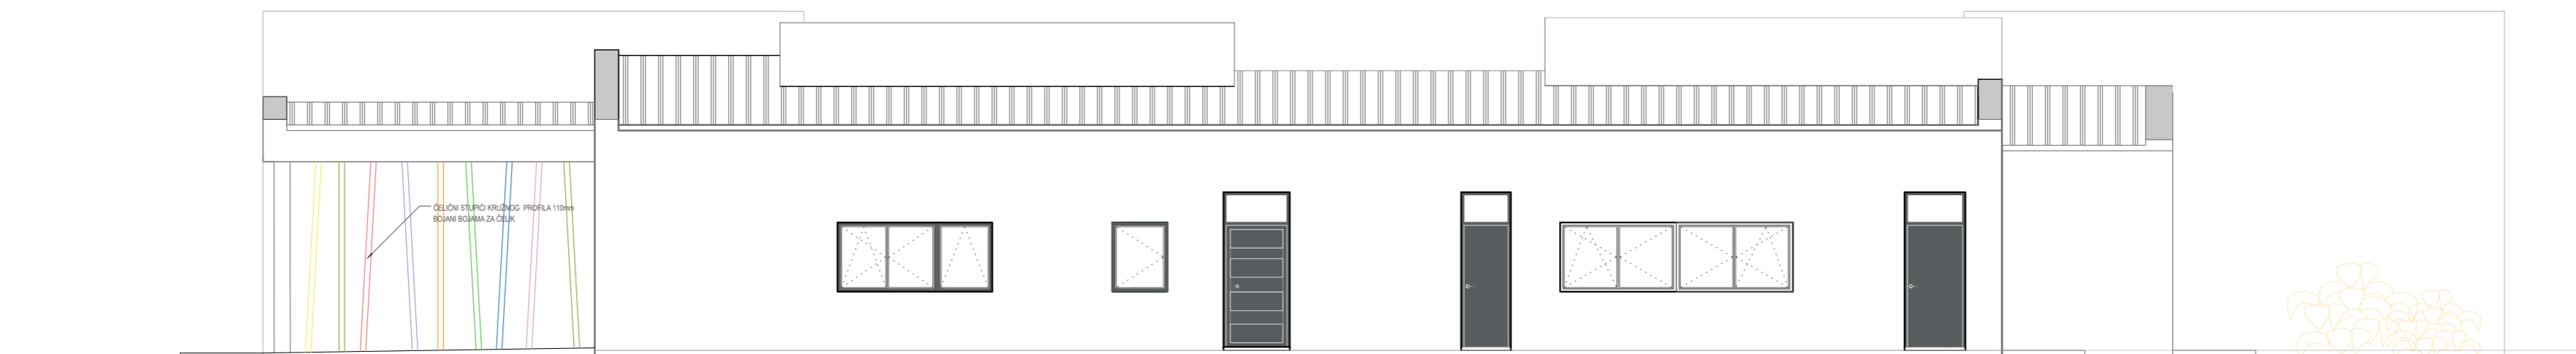 ČELIČNI STUPIĆI KRUŽNOG PROFILA 110mm
BOJANI BOJAMA ZA ČELIK